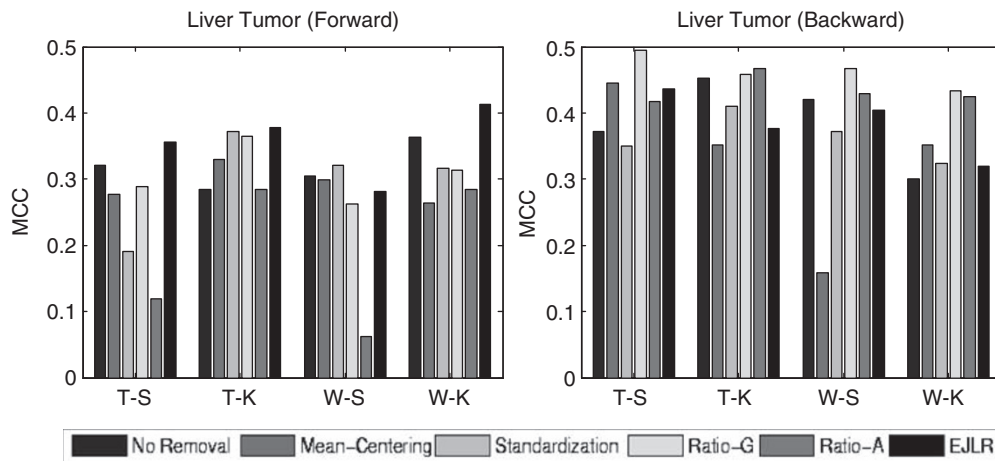 Liver Tumor (Forward)
MCC
0.5
0.4
0.3
0.2
0.1
0
T-S T-K W-S W-K
Liver Tumor (Backward)
MCC
0.5
0.4
0.3
0.2
0.1
0
T-S T-K W-S W-K
No Removal Mean-Centering Standardization Ratio-G Ratio-A EJLR